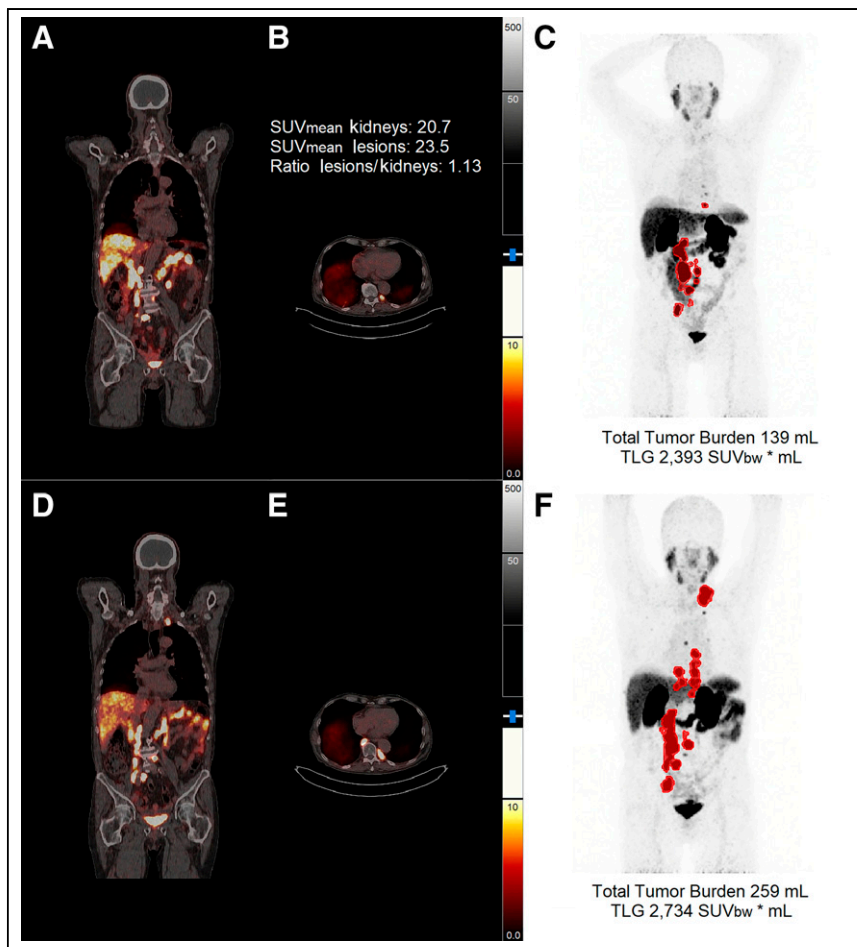 A
B
C
500
50
SUVmean kidneys: 20.7
SUVmean lesions: 23.5
Ratio lesions/kidneys: 1.13
10
0.0
Total Tumor Burden 139 mL
TLG 2,393 SUVbw * mL
D
E
F
500
50
10
0.0
Total Tumor Burden 259 mL
TLG 2,734 SUVbw * mL